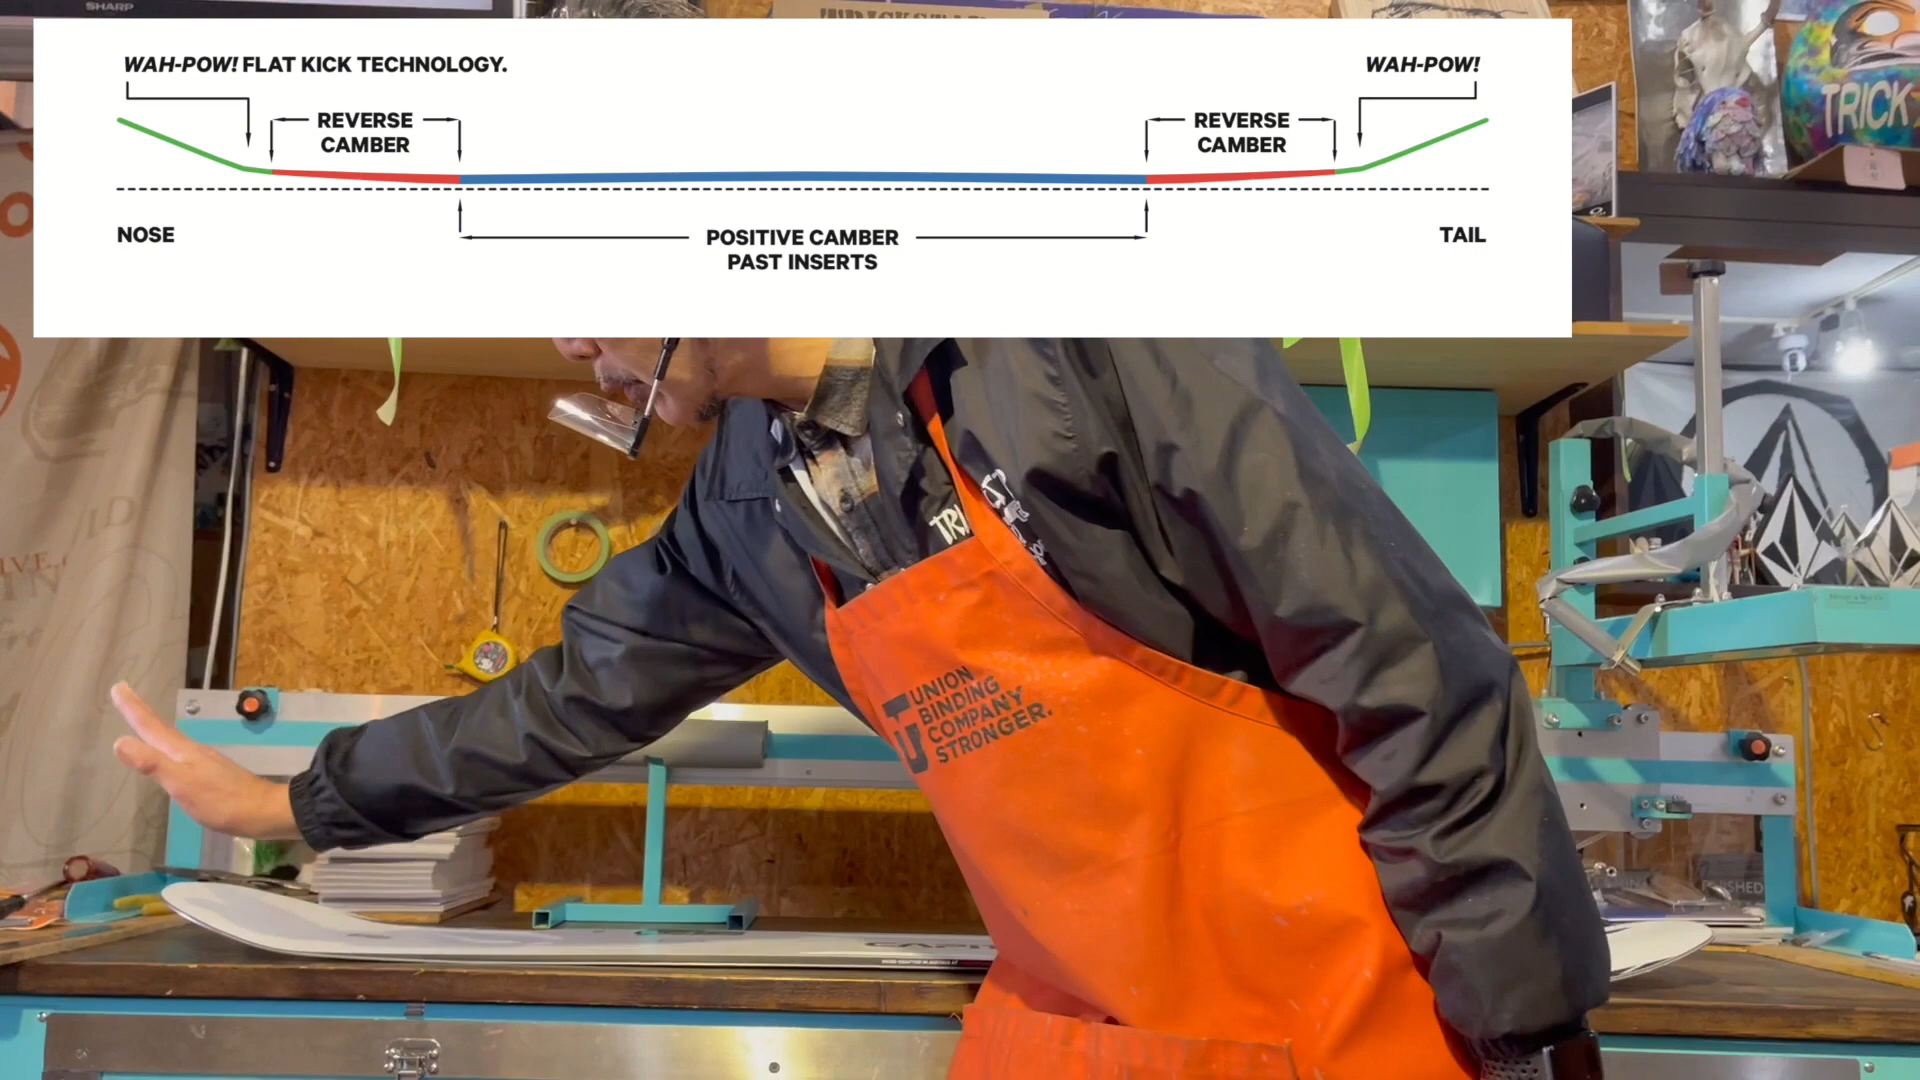 SHARP
WAH-POW! FLAT KICK TECHNOLOGY.
WAH-POW!
REVERSE
CAMBER
REVERSE
CAMBER
NOSE
POSITIVE CAMBER
PAST INSERTS
TAIL
TRICK
TRI
UNION
BINDING
COMPANY
STRONGER.